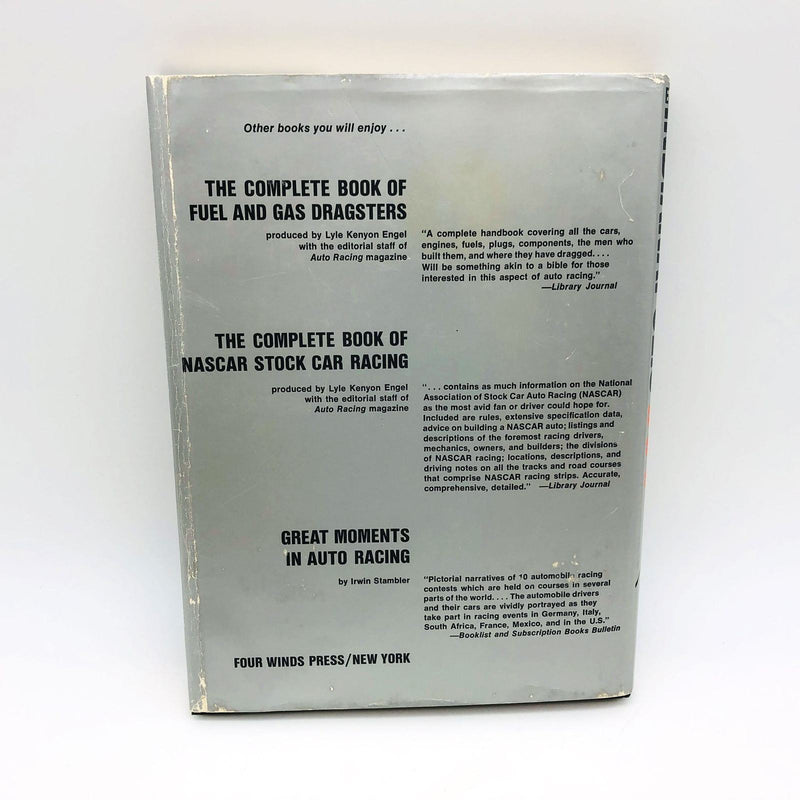 Other books you will enjoy . . .
THE COMPLETE BOOK OF
FUEL AND GAS DRAGSTERS
produced by Lyle Kenyon Engel
with the editorial staff of
Auto Racing magazine
"A complete handbook covering all the cars,
engines, fuels, plugs, components, the men who
built them, and where they have dragged. . . .
Will be something akin to a bible for those
interested in this aspect of auto racing."
—Library Journal
THE COMPLETE BOOK OF
NASCAR STOCK CAR RACING
produced by Lyle Kenyon Engel
with the editorial staff of
Auto Racing magazine
". . . contains as much information on the National
Association of Stock Car Auto Racing (NASCAR)
as the most avid fan or driver could hope for.
Included are rules, extensive specification data,
advice on building a NASCAR auto; listings and
descriptions of the foremost racing drivers,
mechanics, owners, and builders; the divisions
of NASCAR racing; locations, descriptions, and
driving notes on all the tracks and road courses
that comprise NASCAR racing strips. Accurate,
comprehensive, detailed." —Library Journal
GREAT MOMENTS
IN AUTO RACING
by Irwin Stambler
"Pictorial narratives of 10 automobile racing
contests which are held on courses in several
parts of the world. . . . The automobile drivers
and their cars are vividly portrayed as they
take part in racing events in Germany, Italy,
South Africa, France, Mexico, and in the U.S."
—Booklist and Subscription Books Bulletin
FOUR WINDS PRESS/NEW YORK